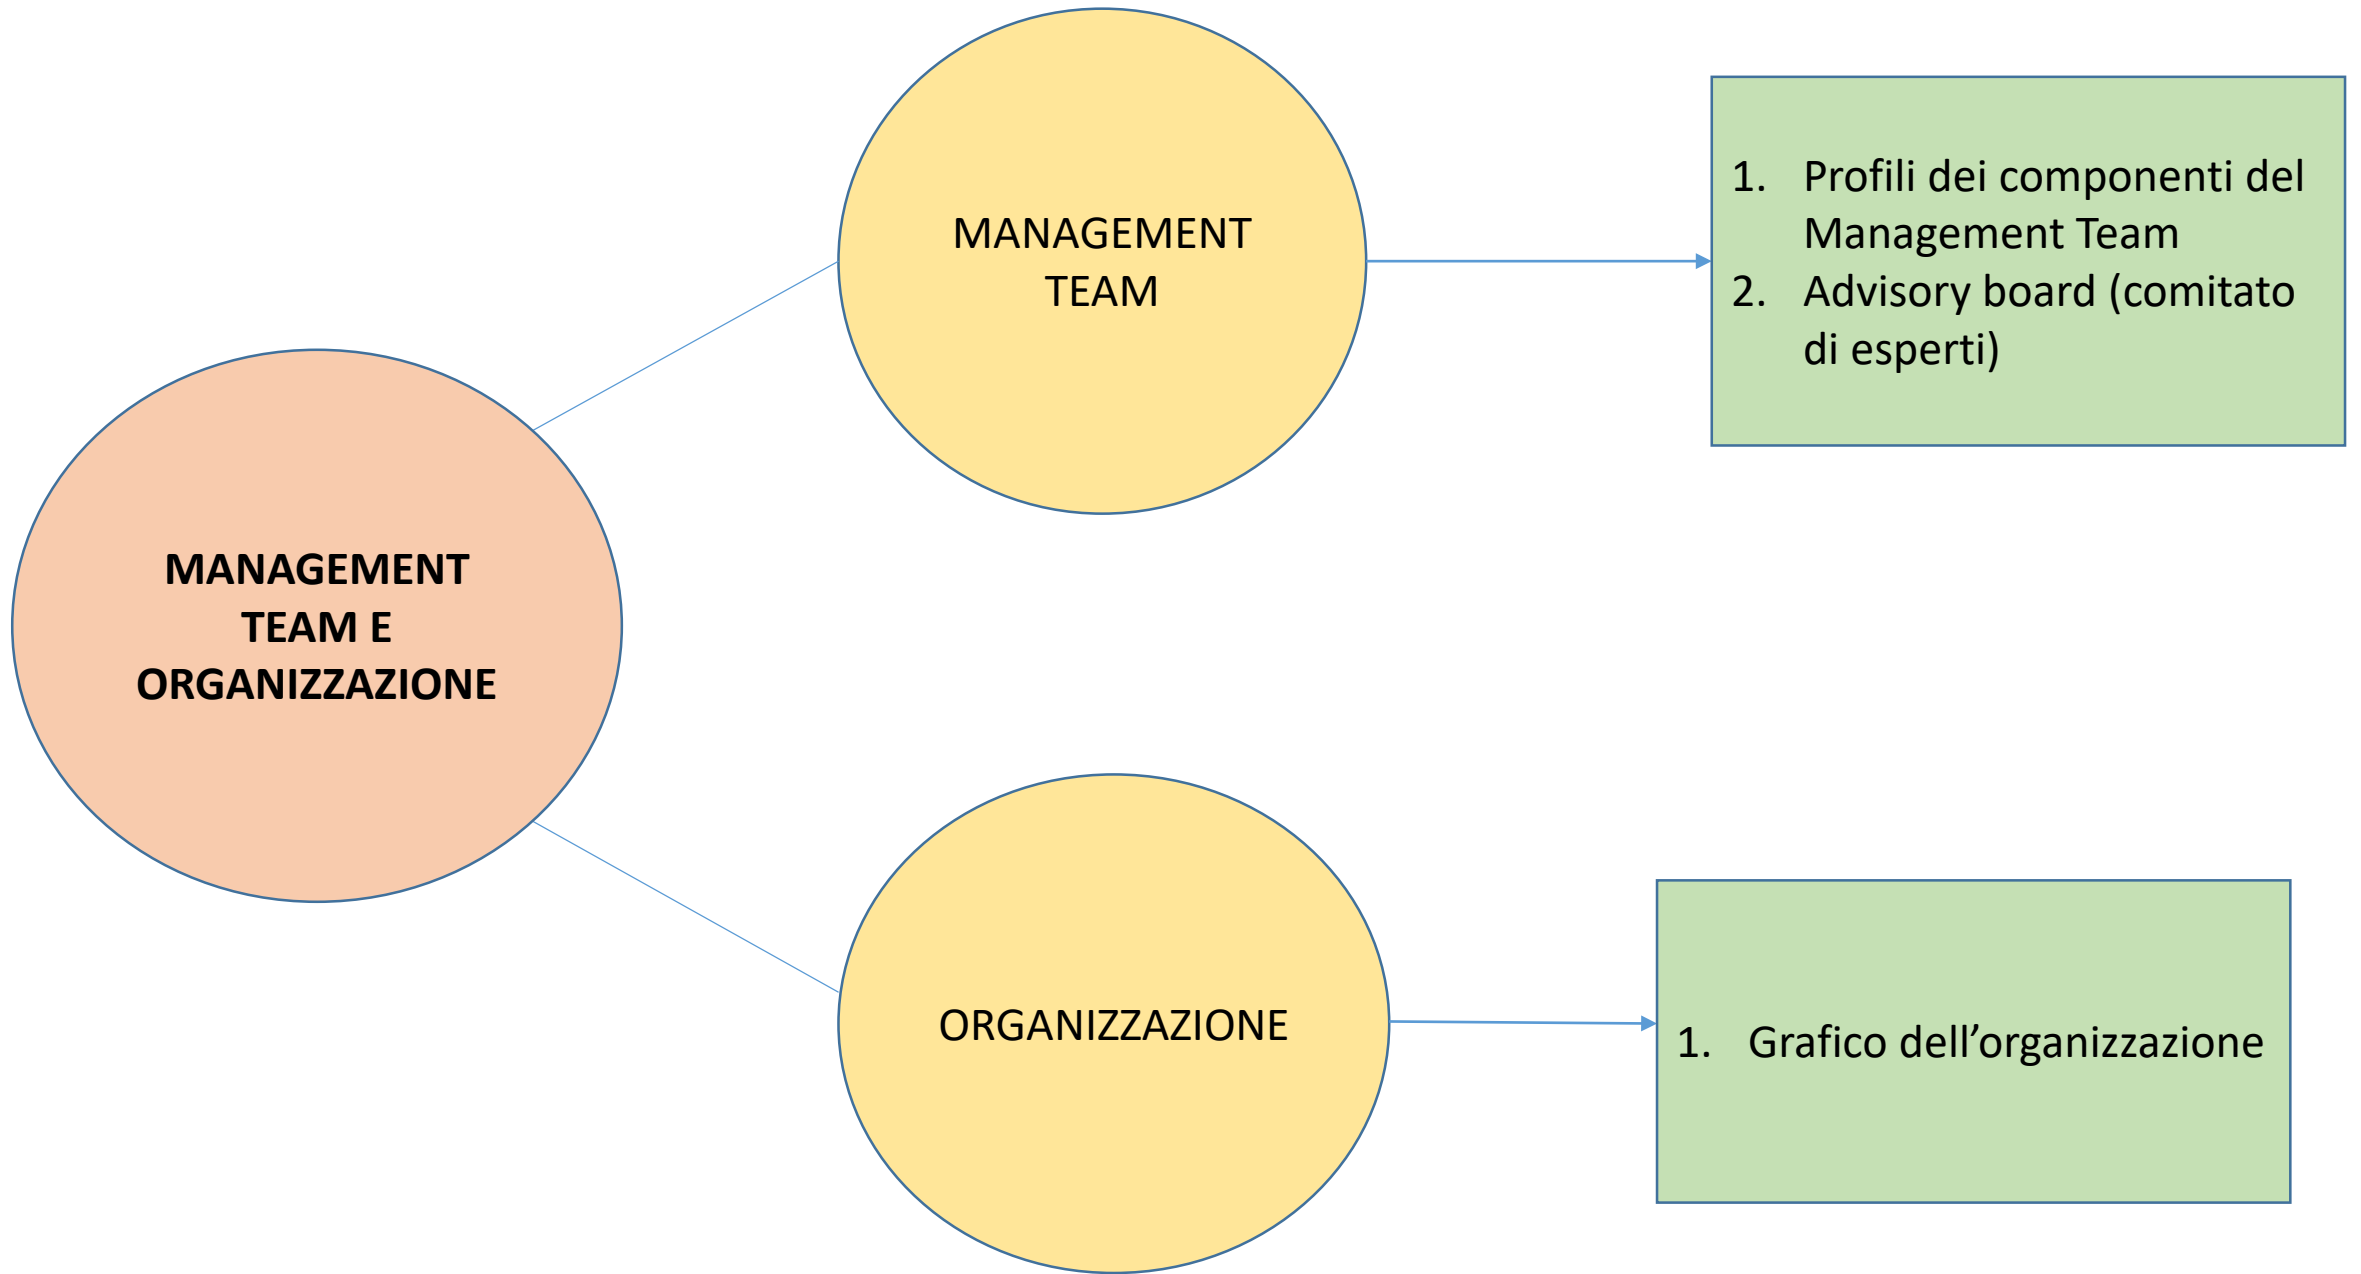 MANAGEMENT
TEAM E
ORGANIZZAZIONE
MANAGEMENT
TEAM
1. Profili dei componenti del
Management Team
2. Advisory board (comitato
di esperti)
ORGANIZZAZIONE
1. Grafico dell’organizzazione